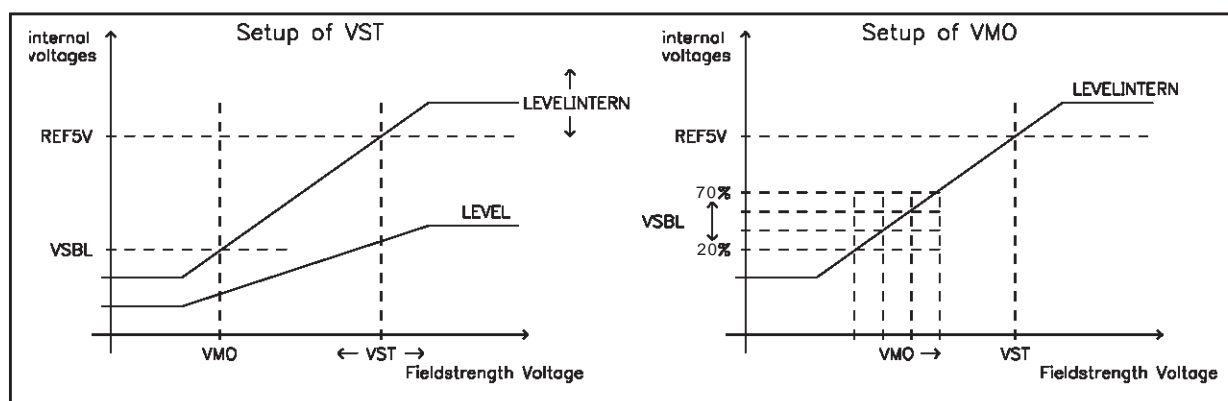 Setup of VST
internal
voltages
LEVELINTERN
REF5V
LEVEL
VSBL
VMO
← VST →
Fieldstrength Voltage
Setup of VMO
internal
voltages
LEVELINTERN
REF5V
70%
VSBL
20%
VMO →
VST
Fieldstrength Voltage